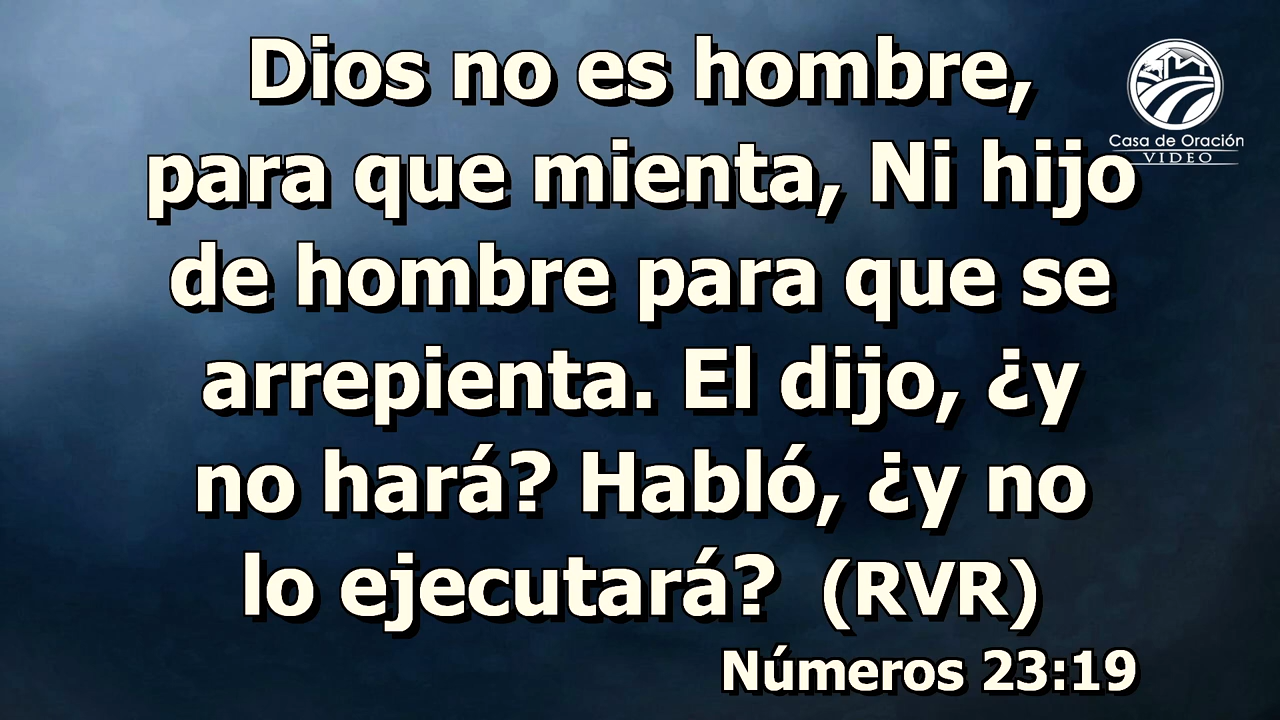 Dios no es hombre,
para que mienta, Ni hijo
de hombre para que se
arrepienta. El dijo, ¿y
no hará? Habló, ¿y no
lo ejecutará? (RVR)
Números 23:19
Casa de Oración
VIDEO